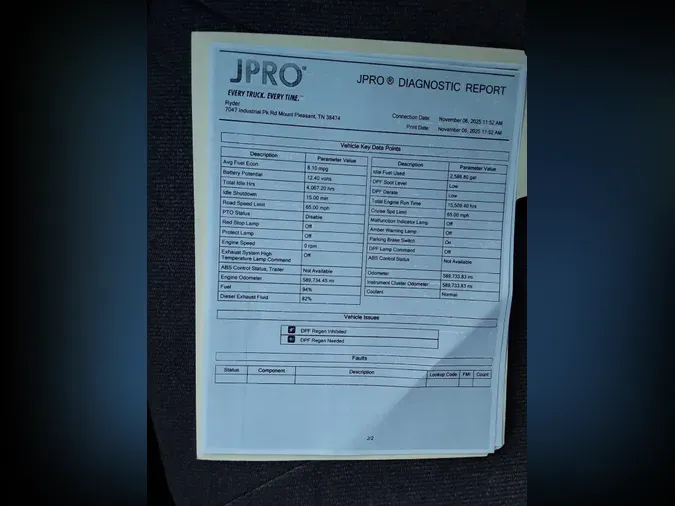 JPRO®
EVERY TRUCK. EVERY TIME.™
JPRO® DIAGNOSTIC REPORT
Ryder
7047 Industrial Pk Rd Mount Pleasant, TN 38474
Connection Date: November 06, 2025 11:52 AM
Print Date: November 06, 2025 11:52 AM
Vehicle Key Data Points
Description Parameter Value
Avg Fuel Econ 8.10 mpg
Battery Potential 12.40 volts
Total Idle Hrs 4,067.20 hrs
Idle Shutdown 15.00 min
Road Speed Limit 65.00 mph
PTO Status Disable
Red Stop Lamp Off
Protect Lamp Off
Engine Speed 0 rpm
Exhaust System High Temperature Lamp Command Off
ABS Control Status, Trailer Not Available
Engine Odometer 589,734.45 mi
Fuel 94%
Diesel Exhaust Fluid 62%
Description Parameter Value
Idle Fuel Used 2,586.80 gal
DPF Soot Level Low
DPF Derate Low
Total Engine Run Time 15,509.40 hrs
Cruise Spd Limit 65.00 mph
Malfunction Indicator Lamp Off
Amber Warning Lamp Off
Parking Brake Switch On
DPF Lamp Command Off
ABS Control Status Not Available
Odometer 589,733.83 mi
Instrument Cluster Odometer 589,733.83 mi
Coolant Normal
Vehicle Issues
DPF Regen Inhibited
DPF Regen Needed
Faults
Status Component Description Lookup Code FMI Count